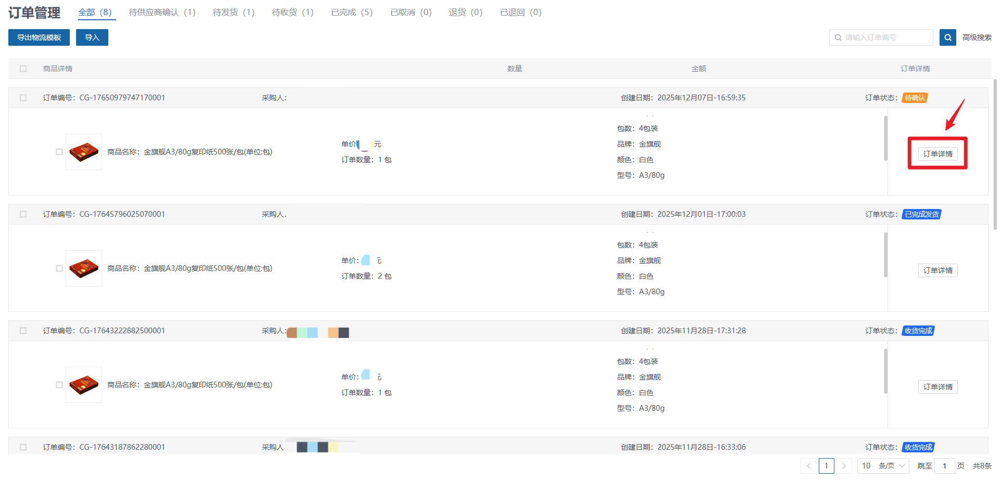 订单管理 全部（8） 待供应商确认（1） 待发货（1） 待收货（1） 已完成（5） 已取消（0） 退货（0） 已退回（0）
导出物流模板 导入 请输入订单编号 高级搜索
商品详情 数量 金额 订单详情
订单编号：CG-17650979747170001 采购人： 创建日期：2025年12月07日-16:59:35 订单状态：待确认
包数：4包装
单价 元 品牌：金旗舰
商品名称：金旗舰A3/80g复印纸500张/包(单位:包) 订单详情
订单数量：1 包 颜色：白色
型号：A3/80g
订单编号：CG-17645796025070001 采购人 创建日期：2025年12月01日-17:00:03 订单状态：已完成发货
包数：4包装
单价： 品牌：金旗舰
商品名称：金旗舰A3/80g复印纸500张/包(单位:包) 订单详情
订单数量：2 包 颜色：白色
型号：A3/80g
订单编号：CG-17643222882500001 采购人： 创建日期：2025年11月28日-17:31:28 订单状态：收货完成
包数：4包装
单价： 品牌：金旗舰
商品名称：金旗舰A3/80g复印纸500张/包(单位:包) 订单详情
订单数量：1 包 颜色：白色
型号：A3/80g
订单编号：CG-17643187862280001 采购人 创建日期：2025年11月28日-16:33:06 订单状态：收货完成
1 10 条/页 跳至 1 页 共8条